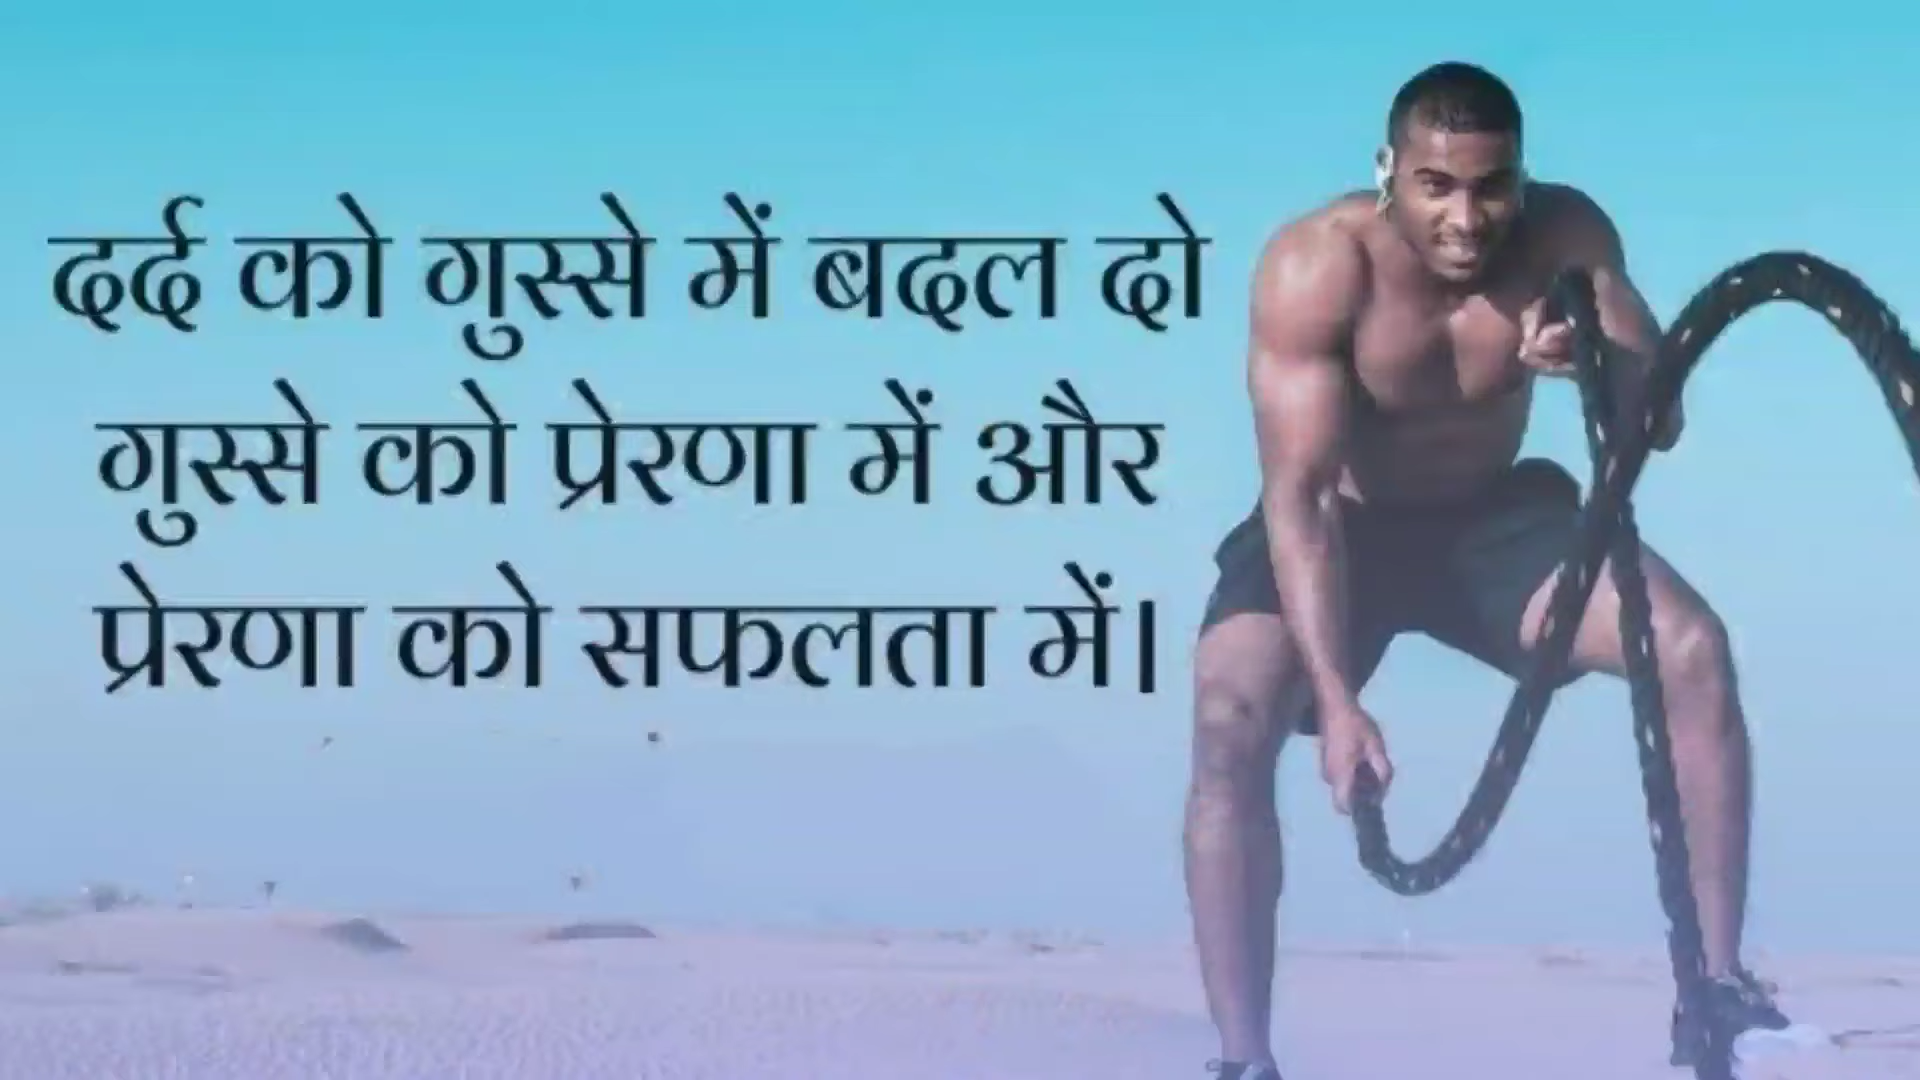 दर्द को गुस्से में बदल दो
गुस्से को प्रेरणा में और
प्रेरणा को सफलता में।